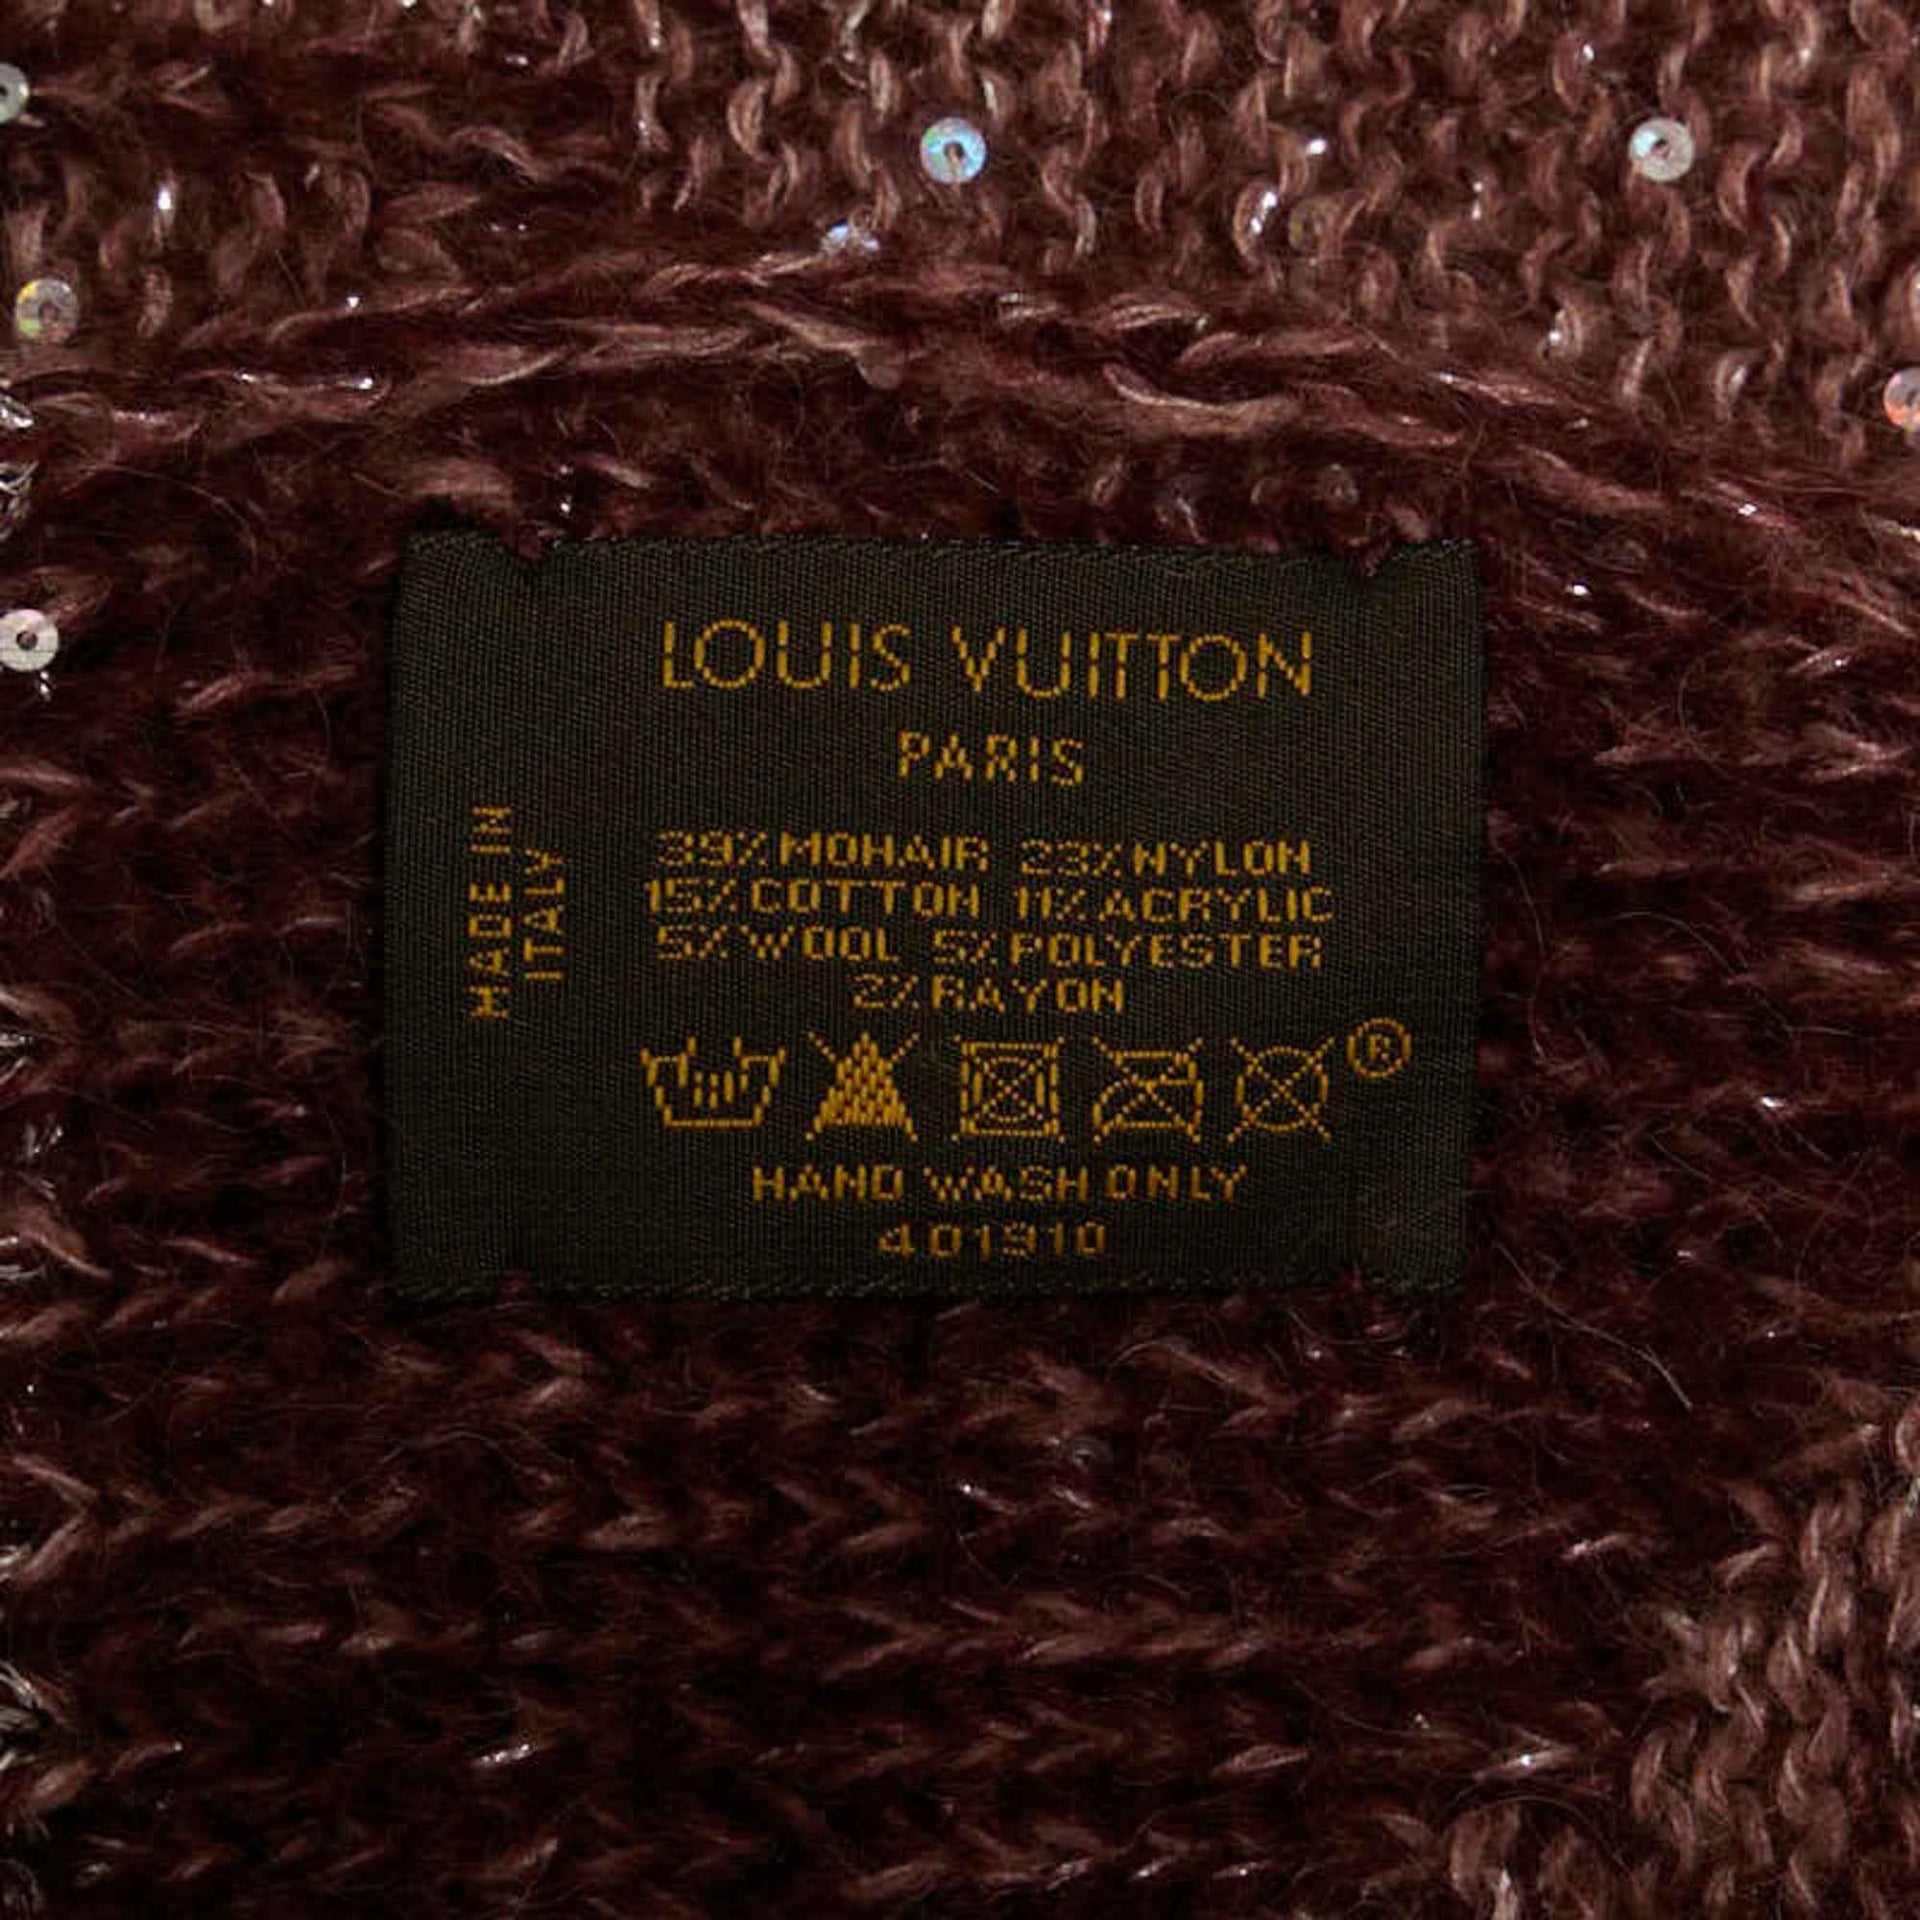 LOUIS VUITTON
PARIS
MADE IN
ITALY
39% MOHAIR 23% NYLON
15% COTTON 11% ACRYLIC
5% WOOL 5% POLYESTER
2% RAYON
®
HAND WASH ONLY
401910